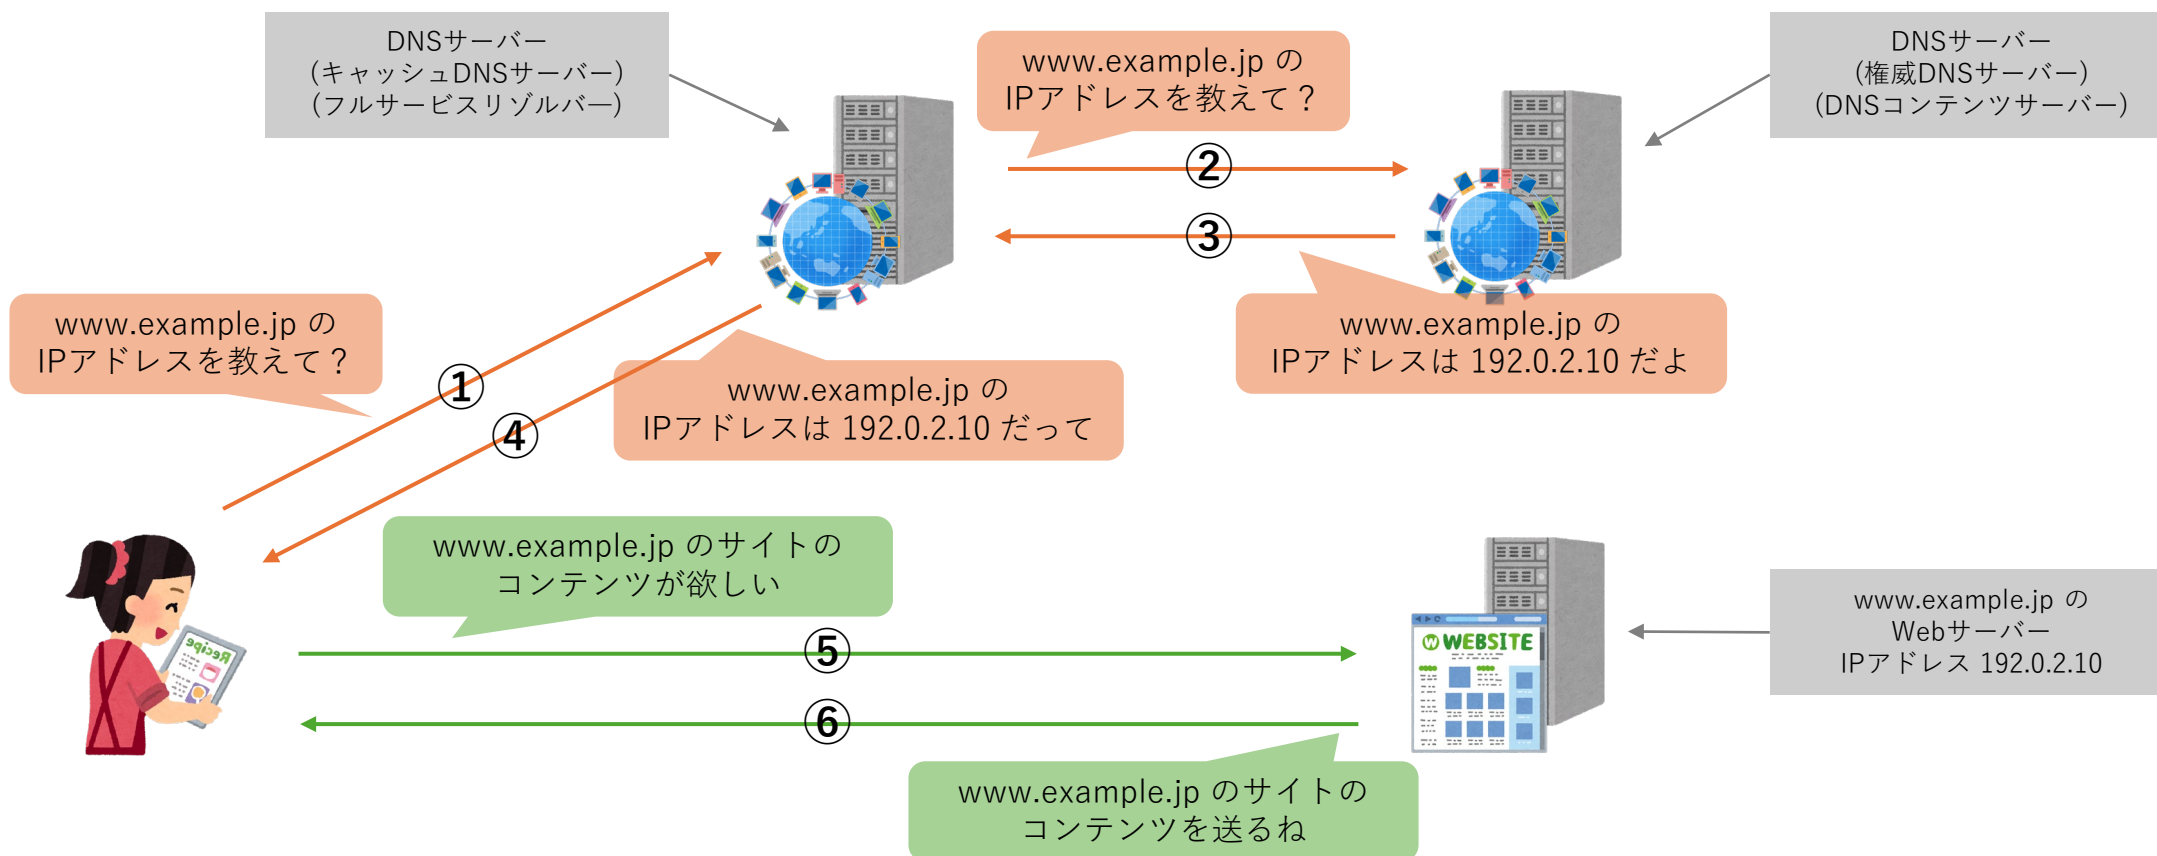 DNSサーバー
(キャッシュDNSサーバー)
(フルサービスリゾルバー)
www.example.jp の
IPアドレスを教えて？
DNSサーバー
(権威DNSサーバー)
(DNSコンテンツサーバー)
②
③
www.example.jp の
IPアドレスを教えて？
①
www.example.jp の
IPアドレスは 192.0.2.10 だよ
④
www.example.jp の
IPアドレスは 192.0.2.10 だって
www.example.jp のサイトの
コンテンツが欲しい
Recipe
WEBSITE
www.example.jp の
Webサーバー
IPアドレス 192.0.2.10
⑤
⑥
www.example.jp のサイトの
コンテンツを送るね